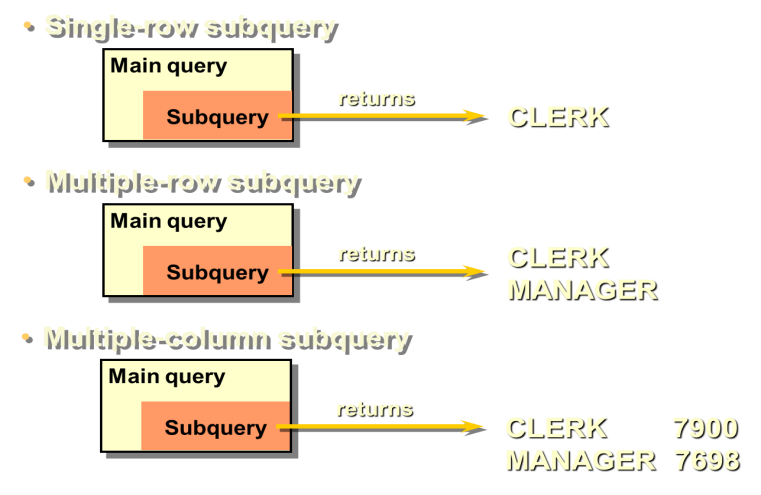 • Single-row subquery
Main query
Subquery
returns
CLERK
• Multiple-row subquery
Main query
Subquery
returns
CLERK
MANAGER
• Multiple-column subquery
Main query
Subquery
returns
CLERK 7900
MANAGER 7698